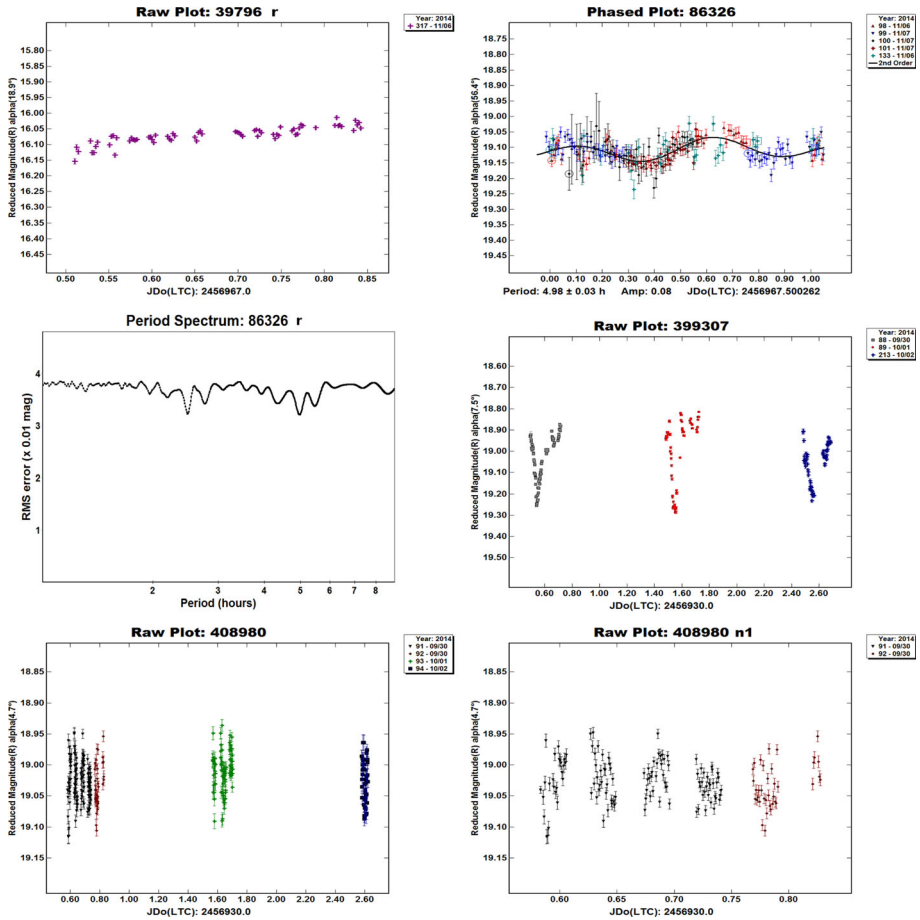 Raw Plot: 39796 r
Year: 2014
317 - 11/06
15.80
15.85
15.90
15.95
16.00
16.05
16.10
16.15
16.20
16.25
16.30
16.35
16.40
16.45
Reduced Magnitude(R) alpha(18.9°)
0.50 0.55 0.60 0.65 0.70 0.75 0.80 0.85
JDo(LTC): 2456967.0
Phased Plot: 86326
Year: 2014
98 - 11/06
99 - 11/07
100 - 11/07
101 - 11/07
133 - 11/06
2nd Order
18.75
18.80
18.85
18.90
18.95
19.00
19.05
19.10
19.15
19.20
19.25
19.30
19.35
19.40
19.45
Reduced Magnitude(R) alpha(56.4°)
0.00 0.10 0.20 0.30 0.40 0.50 0.60 0.70 0.80 0.90 1.00
Period: 4.98 ± 0.03 h Amp: 0.08 JDo(LTC): 2456967.500262
Period Spectrum: 86326 r
4
3
2
1
RMS error (x 0.01 mag)
2 3 4 5 6 7 8
Period (hours)
Raw Plot: 399307
Year: 2014
88 - 09/30
89 - 10/01
213 - 10/02
18.60
18.70
18.80
18.90
19.00
19.10
19.20
19.30
19.40
19.50
Reduced Magnitude(R) alpha(7.5°)
0.60 0.80 1.00 1.20 1.40 1.60 1.80 2.00 2.20 2.40 2.60
JDo(LTC): 2456930.0
Raw Plot: 408980
Year: 2014
91 - 09/30
92 - 09/30
93 - 10/01
94 - 10/02
18.85
18.90
18.95
19.00
19.05
19.10
19.15
Reduced Magnitude(R) alpha(4.7°)
0.60 0.80 1.00 1.20 1.40 1.60 1.80 2.00 2.20 2.40 2.60
JDo(LTC): 2456930.0
Raw Plot: 408980 n1
Year: 2014
91 - 09/30
92 - 09/30
18.85
18.90
18.95
19.00
19.05
19.10
19.15
Reduced Magnitude(R) alpha(4.7°)
0.60 0.65 0.70 0.75 0.80
JDo(LTC): 2456930.0